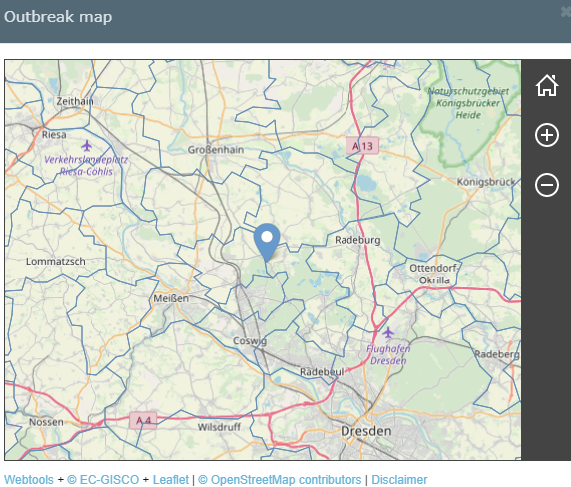 Outbreak map
Zeithain
Riesa
Verkehrslandeplatz
Riesa-Göhlis
Großenhain
A 13
Naturschutzgebiet
Königsbrücker
Heide
Königsbrück
Lommatzsch
Radeburg
Ottendorf-
Okrilla
Meißen
Coswig
Flughafen
Dresden
Radeberg
Radebeul
Nossen
A 4
Wilsdruff
Dresden
Webtools + © EC-GISCO + Leaflet | © OpenStreetMap contributors | Disclaimer